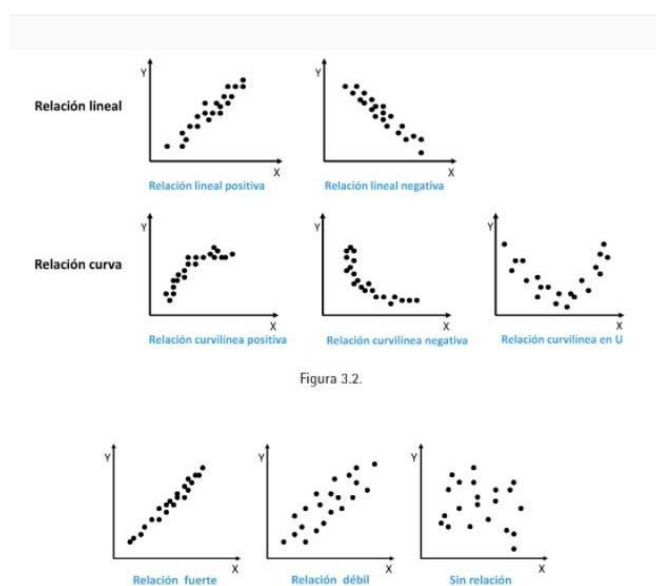 Relación lineal
Y
X
Relación lineal positiva
Y
X
Relación lineal negativa
Relación curva
Y
X
Relación curvilínea positiva
Y
X
Relación curvilínea negativa
Y
X
Relación curvilínea en U
Figura 3.2.
Y
X
Relación fuerte
Y
X
Relación débil
Y
X
Sin relación